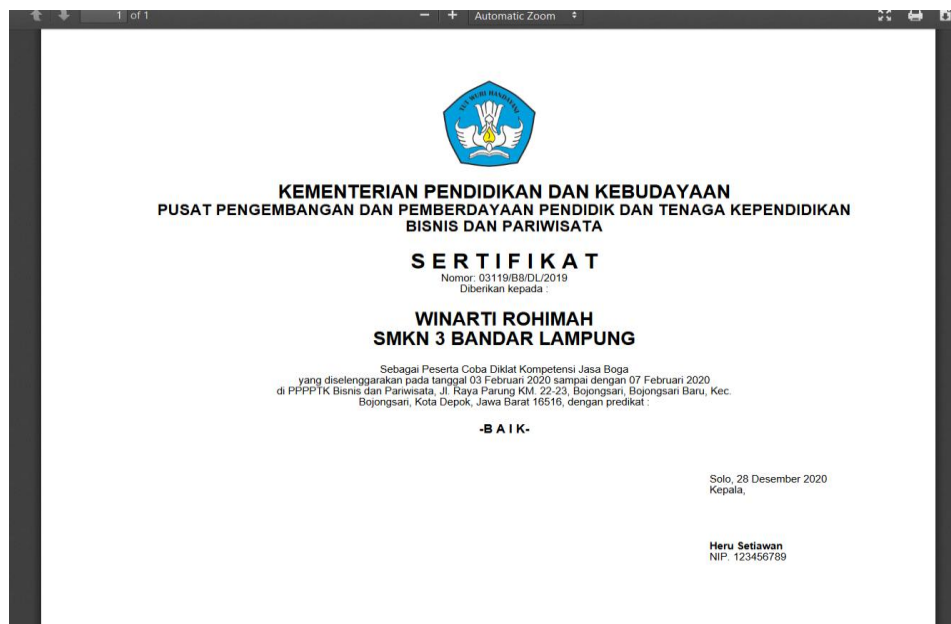 1 of 1
Automatic Zoom
TUT WURI HANDAYANI
KEMENTERIAN PENDIDIKAN DAN KEBUDAYAAN
PUSAT PENGEMBANGAN DAN PEMBERDAYAAN PENDIDIK DAN TENAGA KEPENDIDIKAN
BISNIS DAN PARIWISATA
S E R T I F I K A T
Nomor: 03119/B8/DL/2019
Diberikan kepada :
WINARTI ROHIMAH
SMKN 3 BANDAR LAMPUNG
Sebagai Peserta Coba Diklat Kompetensi Jasa Boga
yang diselenggarakan pada tanggal 03 Februari 2020 sampai dengan 07 Februari 2020
di PPPPTK Bisnis dan Pariwisata, Jl. Raya Parung KM. 22-23, Bojongsari, Bojongsari Baru, Kec.
Bojongsari, Kota Depok, Jawa Barat 16516, dengan predikat :
-B A I K-
Solo, 28 Desember 2020
Kepala,
Heru Setiawan
NIP. 123456789